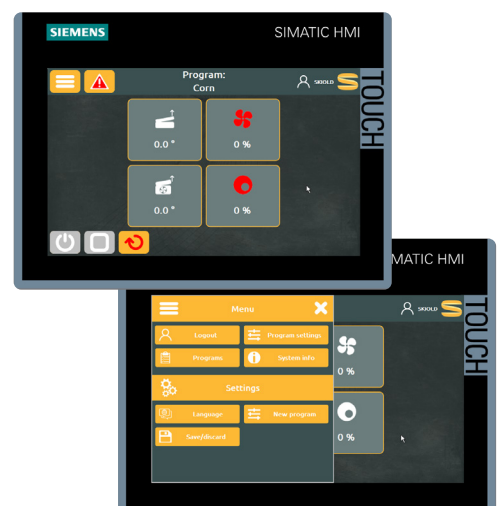 SIEMENS
SIMATIC HMI
TOUCH
Program:
Corn
SKIOLD
0.0 °
0 %
0.0 °
0 %
SIMATIC HMI
TOUCH
Menu
SKIOLD
Logout
Program settings
Programs
System info
0 %
Settings
Language
New program
0 %
Save/discard